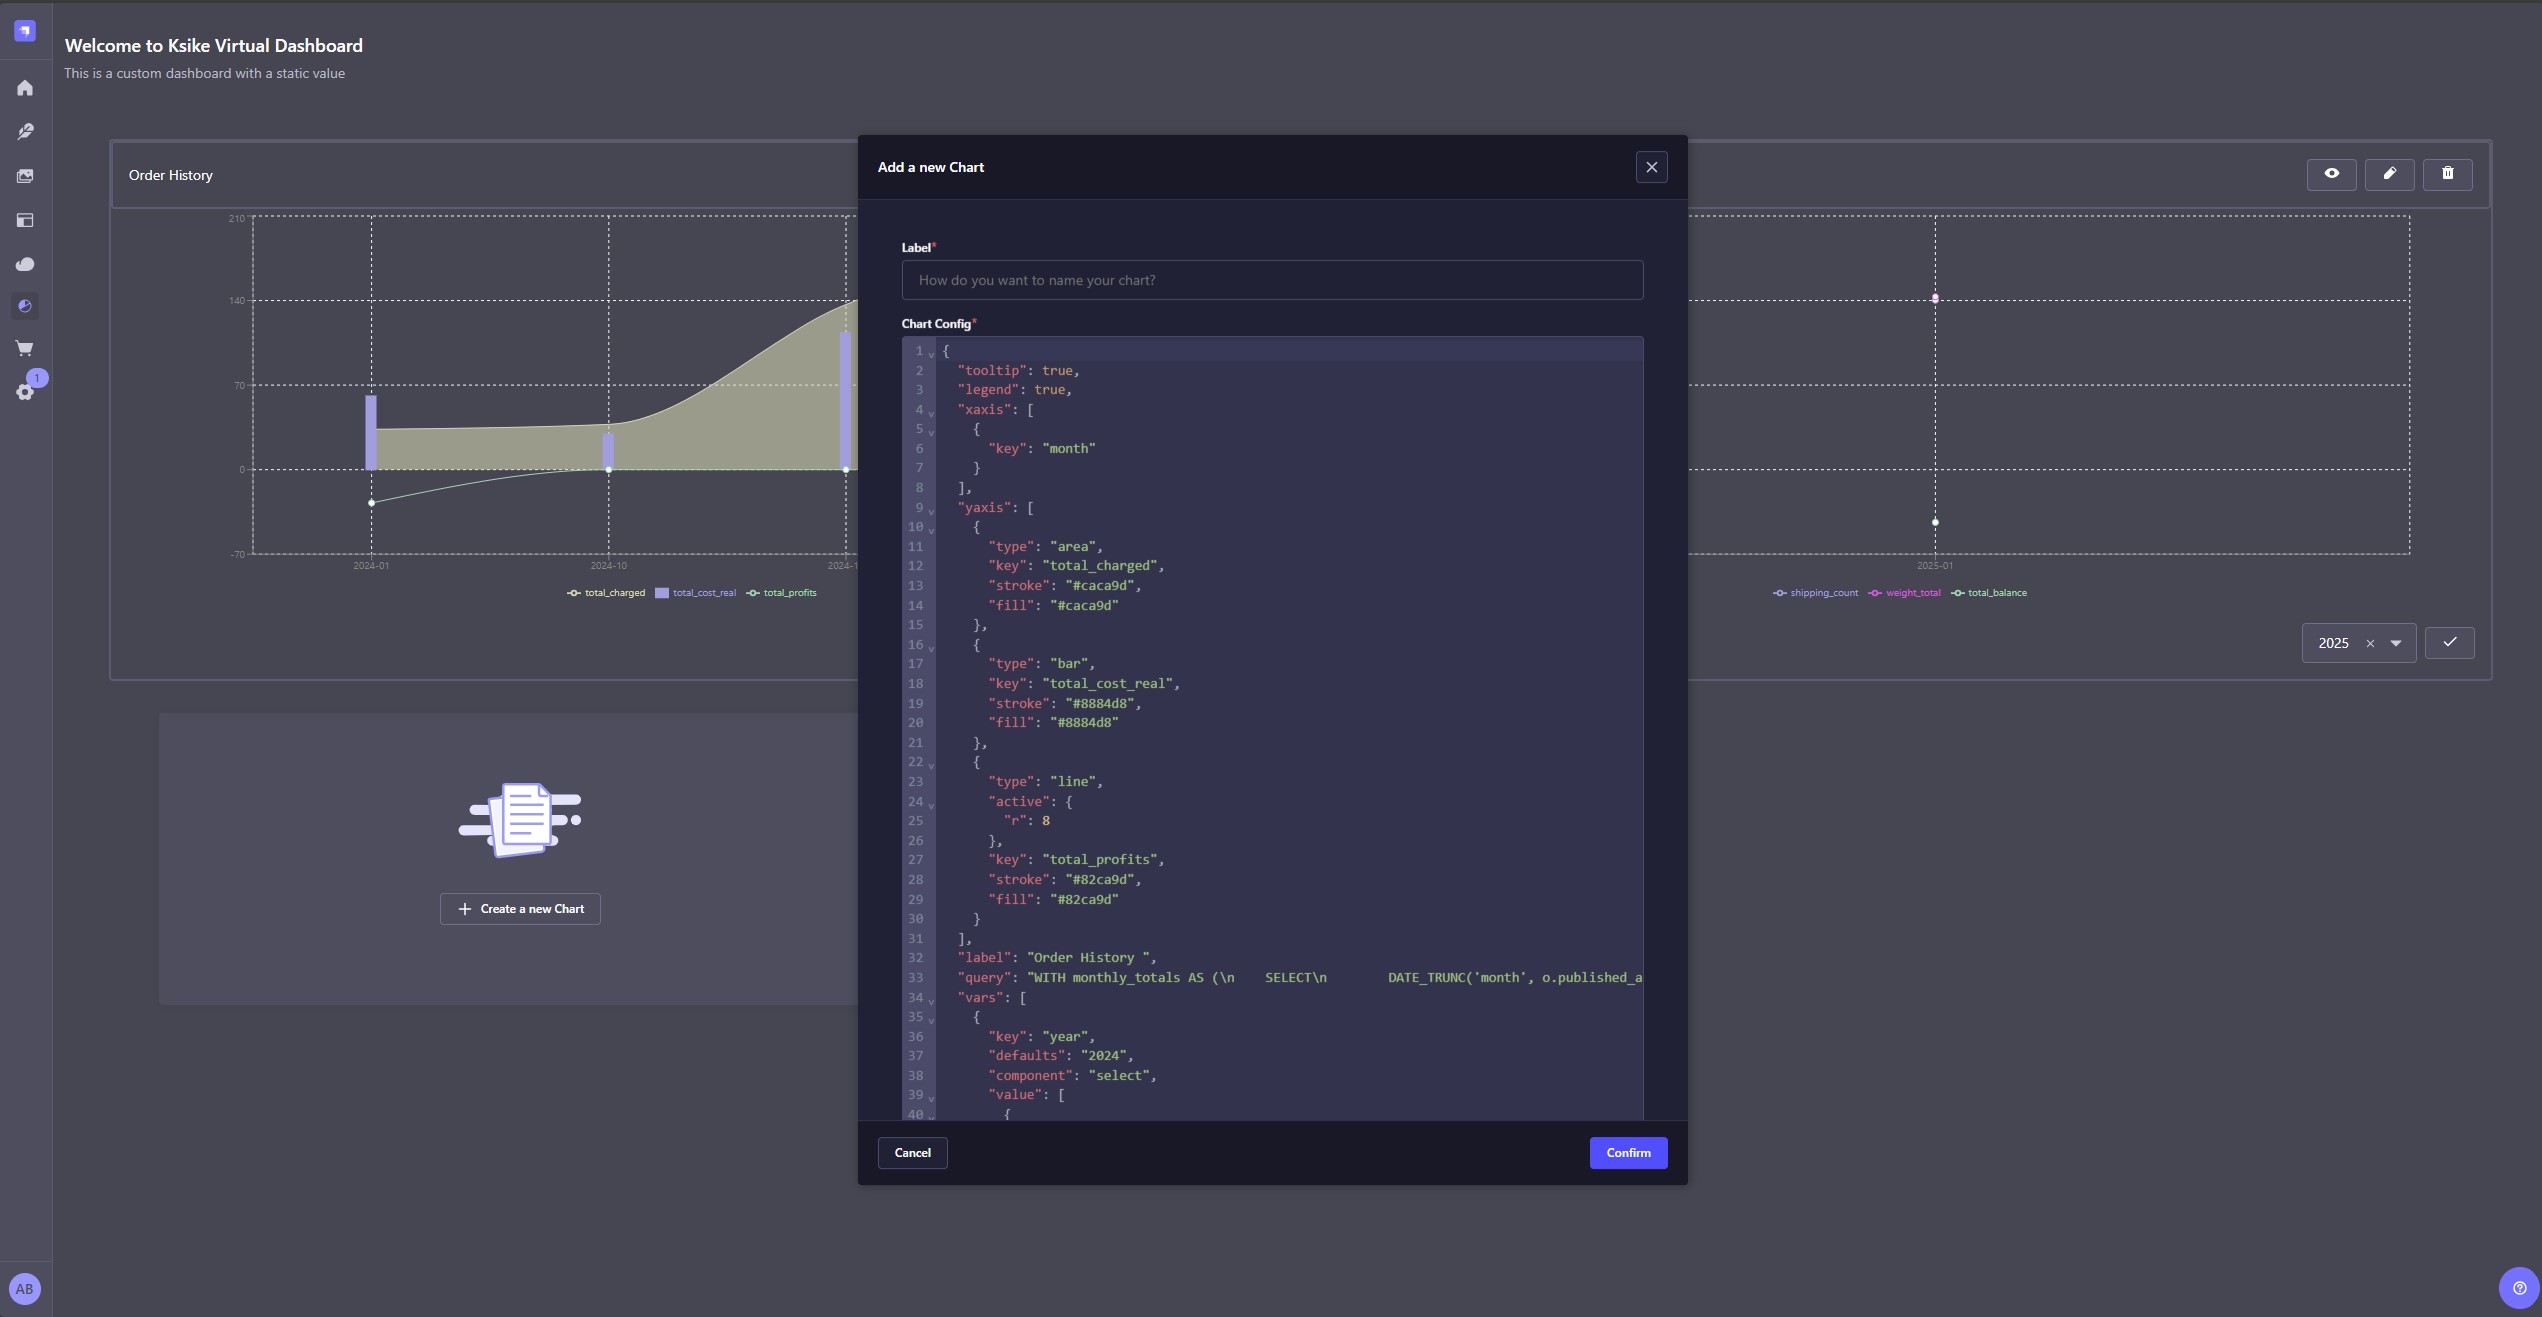 Welcome to Ksike Virtual Dashboard
This is a custom dashboard with a static value
1
AB
Order History
210
140
70
0
-70
2024-01
2024-10
2024-1
total_charged
total_cost_real
total_profits
Create a new Chart
Add a new Chart
Label*
How do you want to name your chart?
Chart Config*
1 {
2 "tooltip": true,
3 "legend": true,
4 "xaxis": [
5 {
6 "key": "month"
7 }
8 ],
9 "yaxis": [
10 {
11 "type": "area",
12 "key": "total_charged",
13 "stroke": "#caca9d",
14 "fill": "#caca9d"
15 },
16 {
17 "type": "bar",
18 "key": "total_cost_real",
19 "stroke": "#8884d8",
20 "fill": "#8884d8"
21 },
22 {
23 "type": "line",
24 "active": {
25 "r": 8
26 },
27 "key": "total_profits",
28 "stroke": "#82ca9d",
29 "fill": "#82ca9d"
30 }
31 ],
32 "label": "Order History ",
33 "query": "WITH monthly_totals AS (\n    SELECT\n        DATE_TRUNC('month', o.published_a
34 "vars": [
35 {
36 "key": "year",
37 "defaults": "2024",
38 "component": "select",
39 "value": [
40 {
Cancel
Confirm
2025-01
shipping_count
weight_total
total_balance
2025